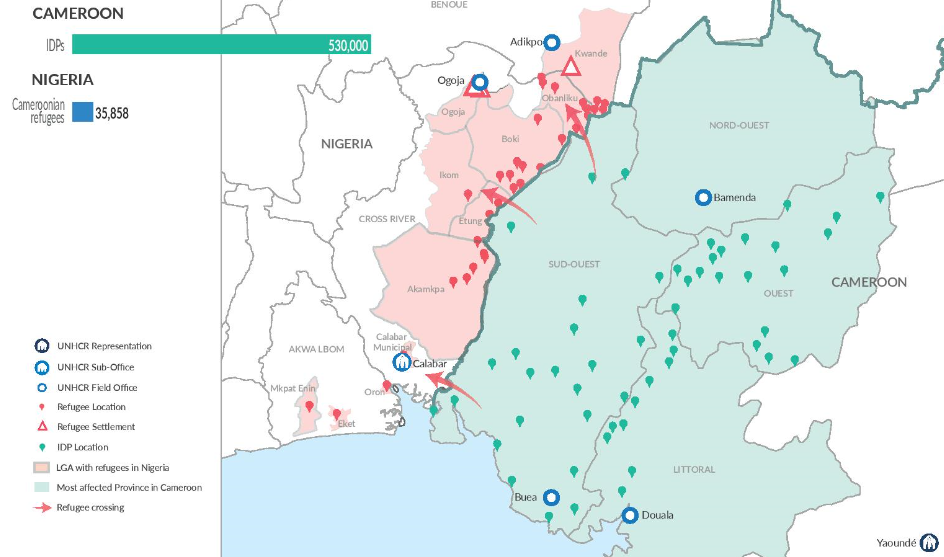 CAMEROON
IDPs
530,000
NIGERIA
Cameroonian
refugees
35,858
BENOUE
Adikpo
Kwande
Ogoja
Obanliku
Ogoja
NORD-OUEST
Boki
NIGERIA
Ikom
Bamenda
CROSS RIVER
Etung
SUD-OUEST
CAMEROON
Akamkpa
OUEST
Calabar
Municipal
AKWA LBOM
Calabar
Mkpat Enin
Oron
Eket
LITTORAL
Buea
Douala
Yaoundé
UNHCR Representation
UNHCR Sub-Office
UNHCR Field Office
Refugee Location
Refugee Settlement
IDP Location
LGA with refugees in Nigeria
Most affected Province in Cameroon
Refugee crossing